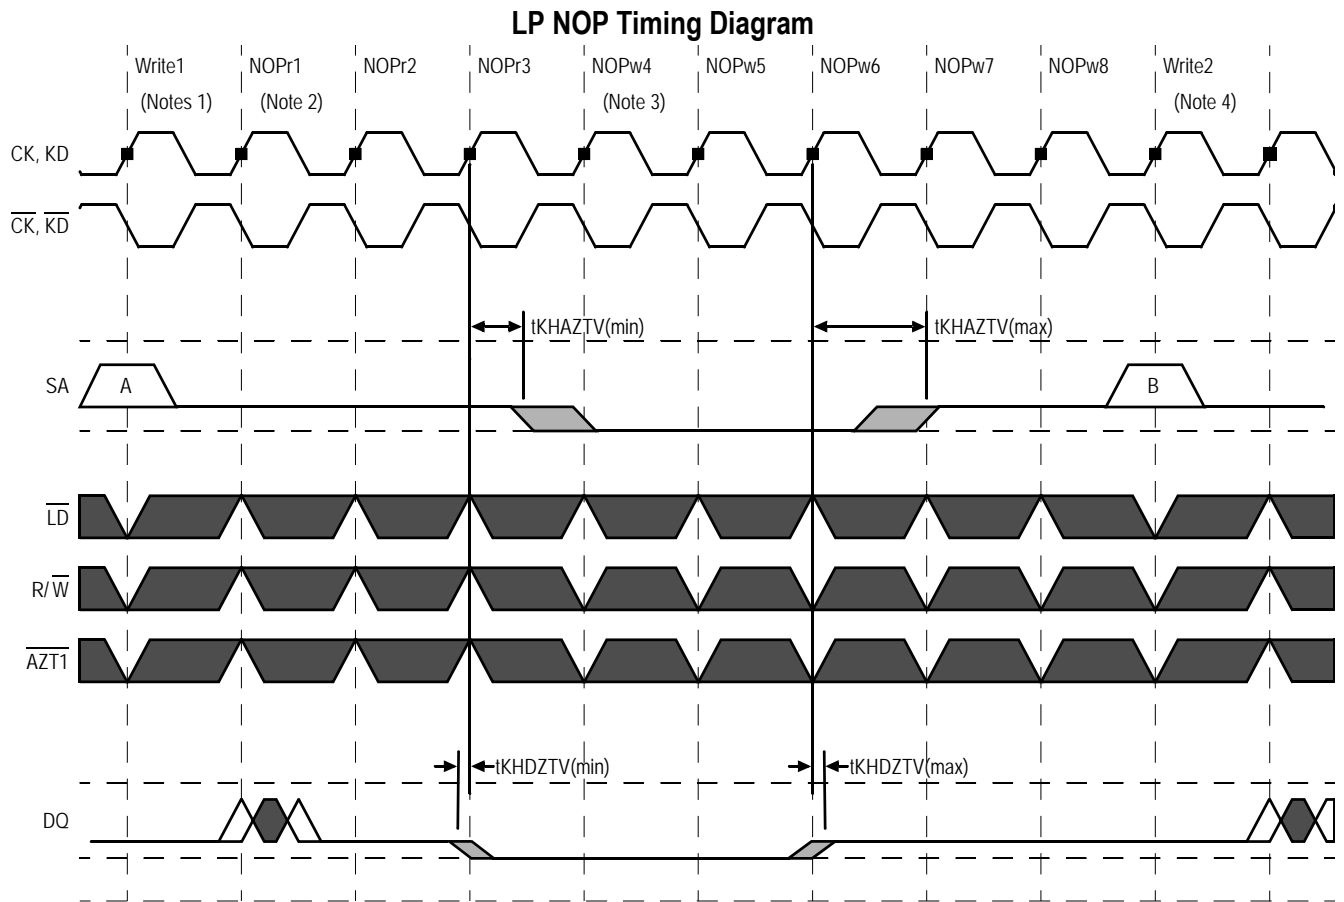 LP NOP Timing Diagram
Write1 NOPr1 NOPr2 NOPr3 NOPw4 NOPw5 NOPw6 NOPw7 NOPw8 Write2
(Notes 1) (Note 2) (Note 3) (Note 4)
CK, KD
CK, KD
tKHAZTV(min) tKHAZTV(max)
SA A B
LD
R/W
AZT1
tKHDZTV(min) tKHDZTV(max)
DQ